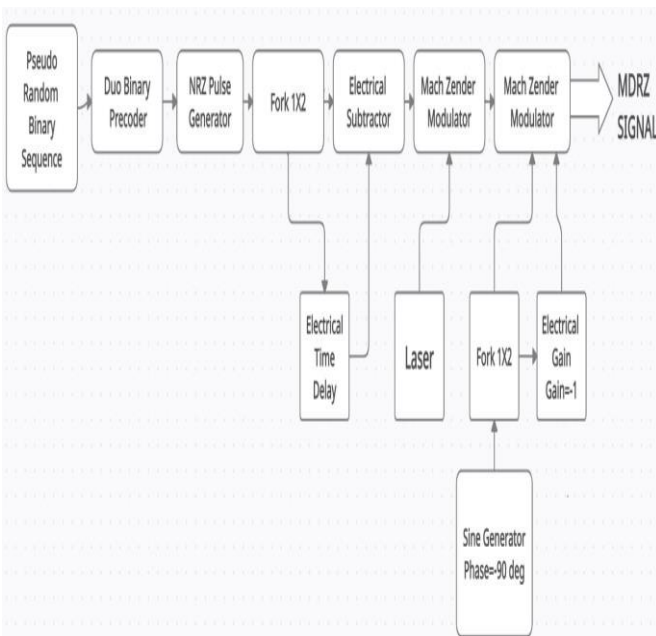 Pseudo
Random
Binary
Sequence
Duo Binary
Precoder
NRZ Pulse
Generator
Fork 1X2
Electrical
Subtractor
Mach Zender
Modulator
Mach Zender
Modulator
MDRZ
SIGNAL
Electrical
Time
Delay
Laser
Fork 1X2
Electrical
Gain
Gain=-1
Sine Generator
Phase=-90 deg